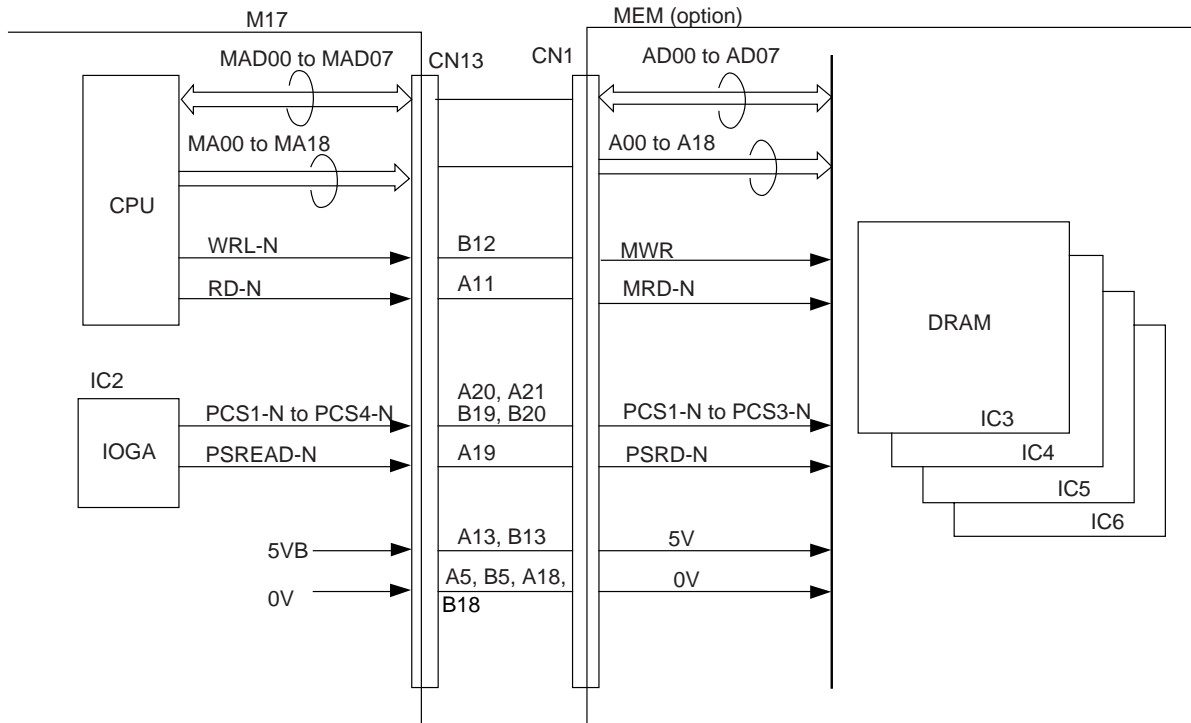 M17
MEM (option)
MAD00 to MAD07
CN13
CN1
AD00 to AD07
MA00 to MA18
A00 to A18
CPU
WRL-N
B12
MWR
RD-N
A11
MRD-N
DRAM
IC2
A20, A21
PCS1-N to PCS4-N
B19, B20
PCS1-N to PCS3-N
IC3
IOGA
PSREAD-N
A19
PSRD-N
IC4
IC5
IC6
5VB
A13, B13
5V
0V
A5, B5, A18,
B18
0V